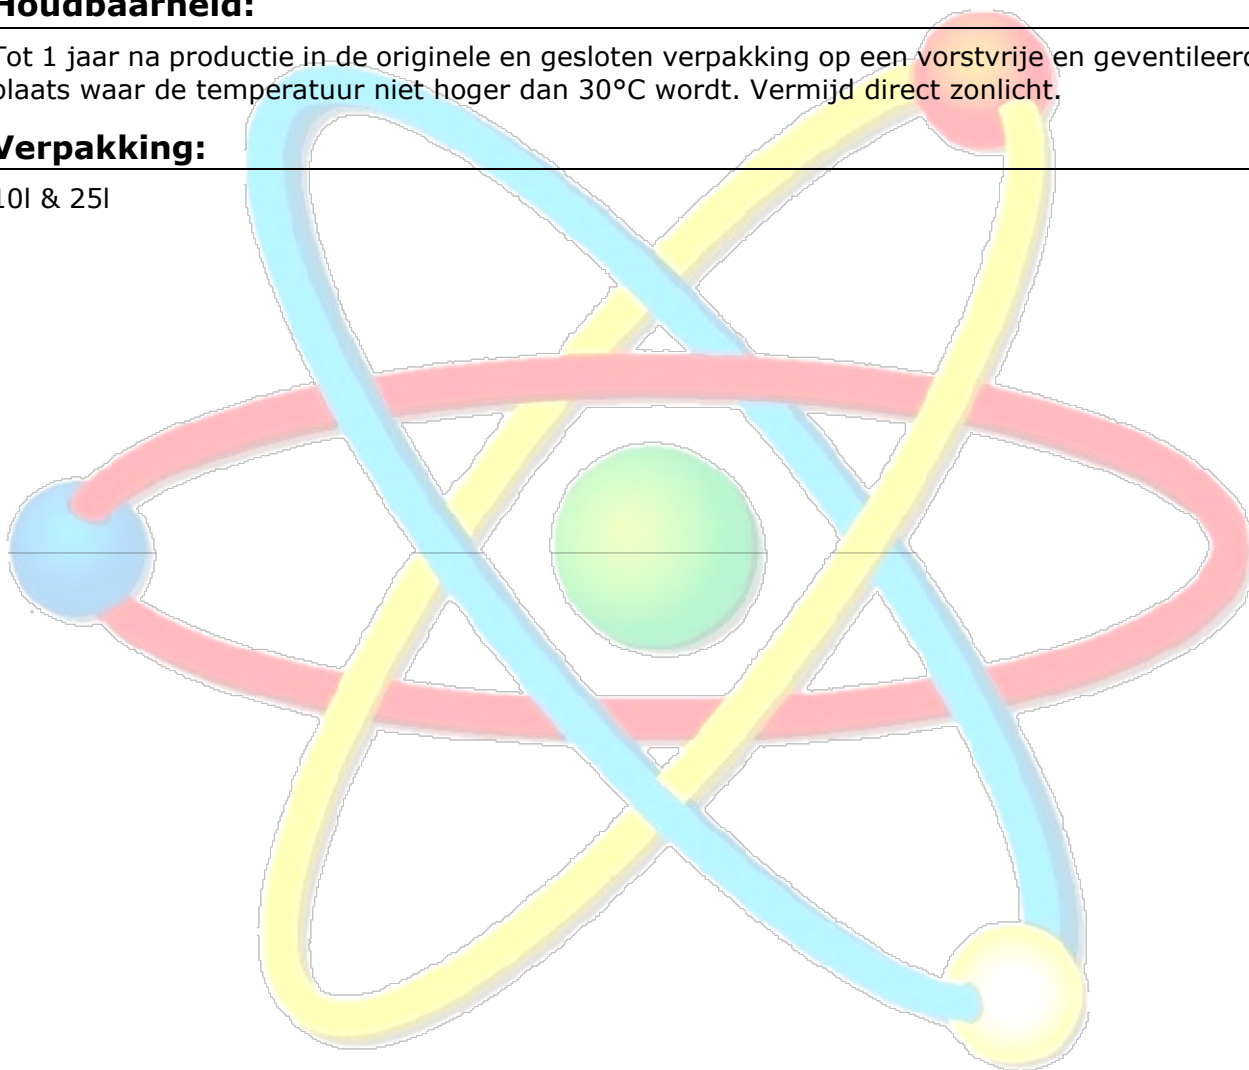 Houdbaarheid:
Tot 1 jaar na productie in de originele en gesloten verpakking op een vorstvrije en geventileerd
plaats waar de temperatuur niet hoger dan 30°C wordt. Vermijd direct zonlicht.
Verpakking:
10l & 25l